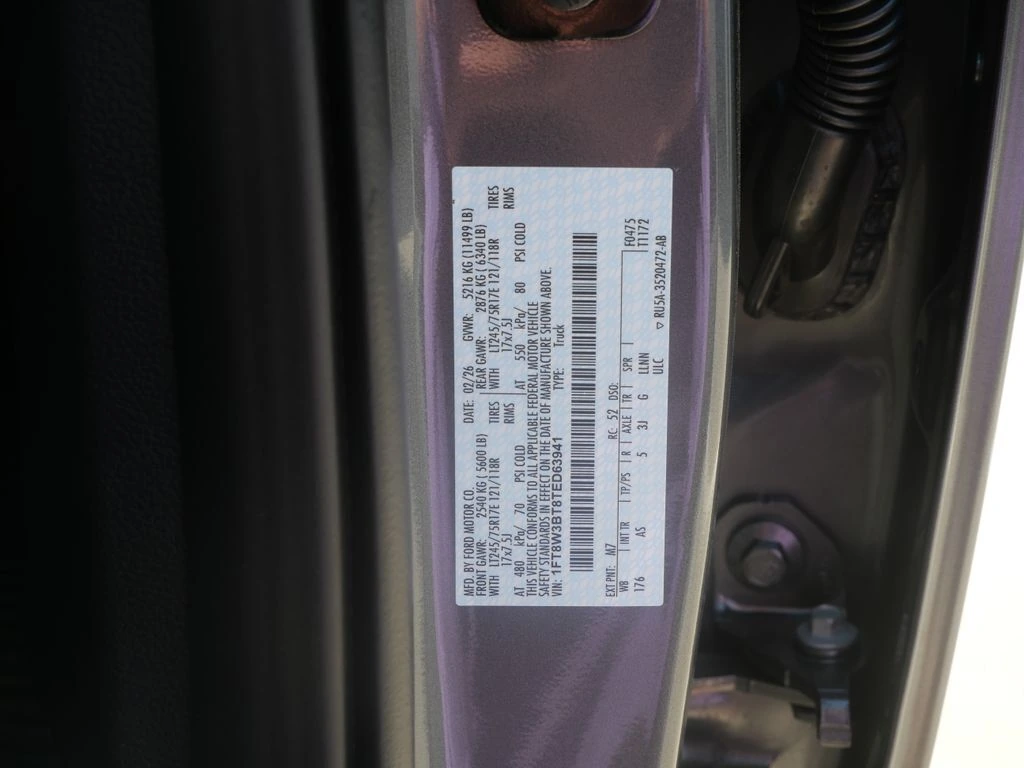 MFD. BY FORD MOTOR CO. DATE: 02/26 GVWR: 5216 KG (11499 LB)
FRONT GAWR: 2540 KG ( 5600 LB) REAR GAWR: 2876 KG ( 6340 LB)
WITH LT245/75R17E 121/118R TIRES WITH LT245/75R17E 121/118R TIRES
17x7.5J RIMS 17x7.5J RIMS
AT 480 kPa/ 70 PSI COLD AT 550 kPa/ 80 PSI COLD
THIS VEHICLE CONFORMS TO ALL APPLICABLE FEDERAL MOTOR VEHICLE
SAFETY STANDARDS IN EFFECT ON THE DATE OF MANUFACTURE SHOWN ABOVE.
VIN: 1FT8W3BT8TED63941 TYPE: Truck
EXT PNT: M7 RC: 52 DSO: F0475
WB INT TR TP/PS R AXLE TR SPR T1172
176 AS 5 3J G LLNN
ULC ▽ RU5A-3520472-AB